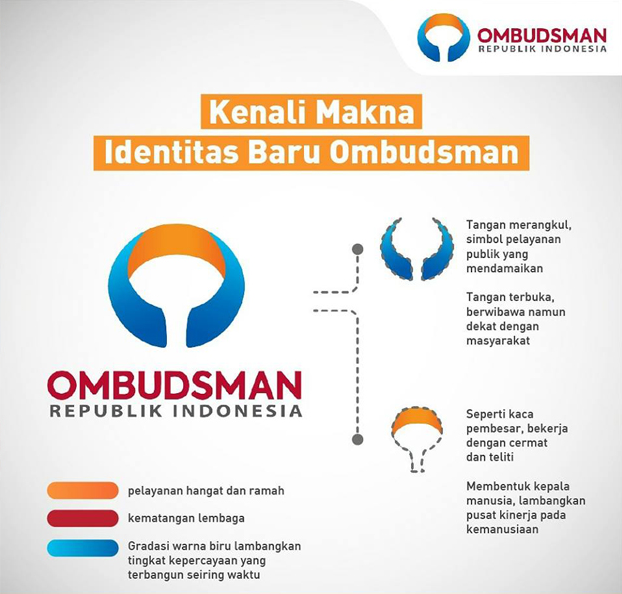 OMBUDSMAN
REPUBLIK INDONESIA
Kenali Makna
Identitas Baru Ombudsman
OMBUDSMAN
REPUBLIK INDONESIA
Tangan merangkul,
simbol pelayanan
publik yang
mendamaikan
Tangan terbuka,
berwibawa namun
dekat dengan
masyarakat
Seperti kaca
pembesar, bekerja
dengan cermat
dan teliti
Membentuk kepala
manusia, lambangkan
pusat kinerja pada
kemanusiaan
pelayanan hangat dan ramah
kematangan lembaga
Gradasi warna biru lambangkan
tingkat kepercayaan yang
terbangun seiring waktu